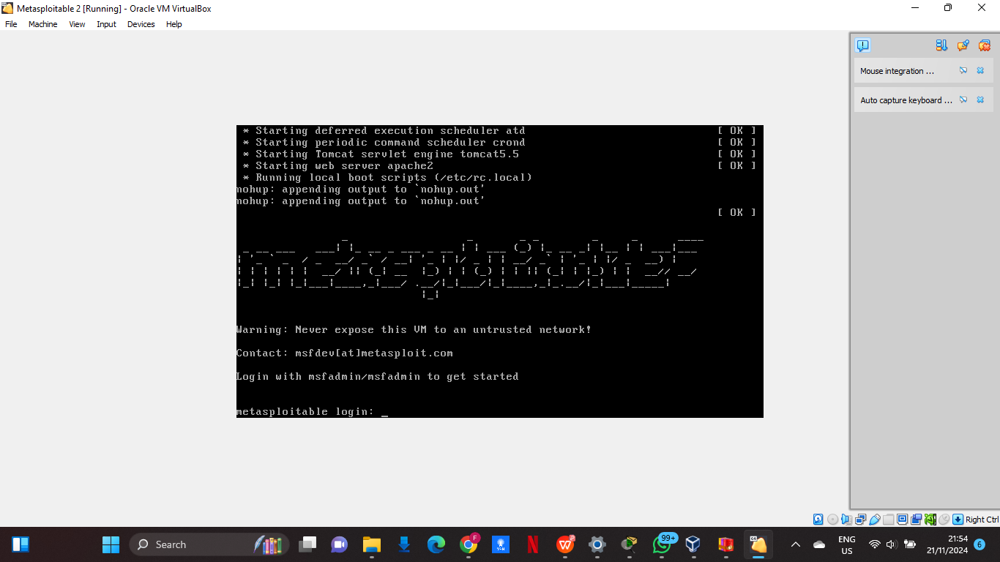 Metasploitable 2 [Running] - Oracle VM VirtualBox
File Machine View Input Devices Help
Mouse integration ...
Auto capture keyboard ...
* Starting deferred execution scheduler atd [ OK ]
* Starting periodic command scheduler crond [ OK ]
* Starting Tomcat servlet engine tomcat5.5 [ OK ]
* Starting web server apache2 [ OK ]
* Running local boot scripts (/etc/rc.local)
nohup: appending output to `nohup.out'
nohup: appending output to `nohup.out'
[ OK ]
metasploitable2
Warning: Never expose this VM to an untrusted network!
Contact: msfdev[at]metasploit.com
Login with msfadmin/msfadmin to get started
metasploitable login: _
Right Ctrl
Search
F
VPN
99+
64
ENG
US
21:54
21/11/2024
6